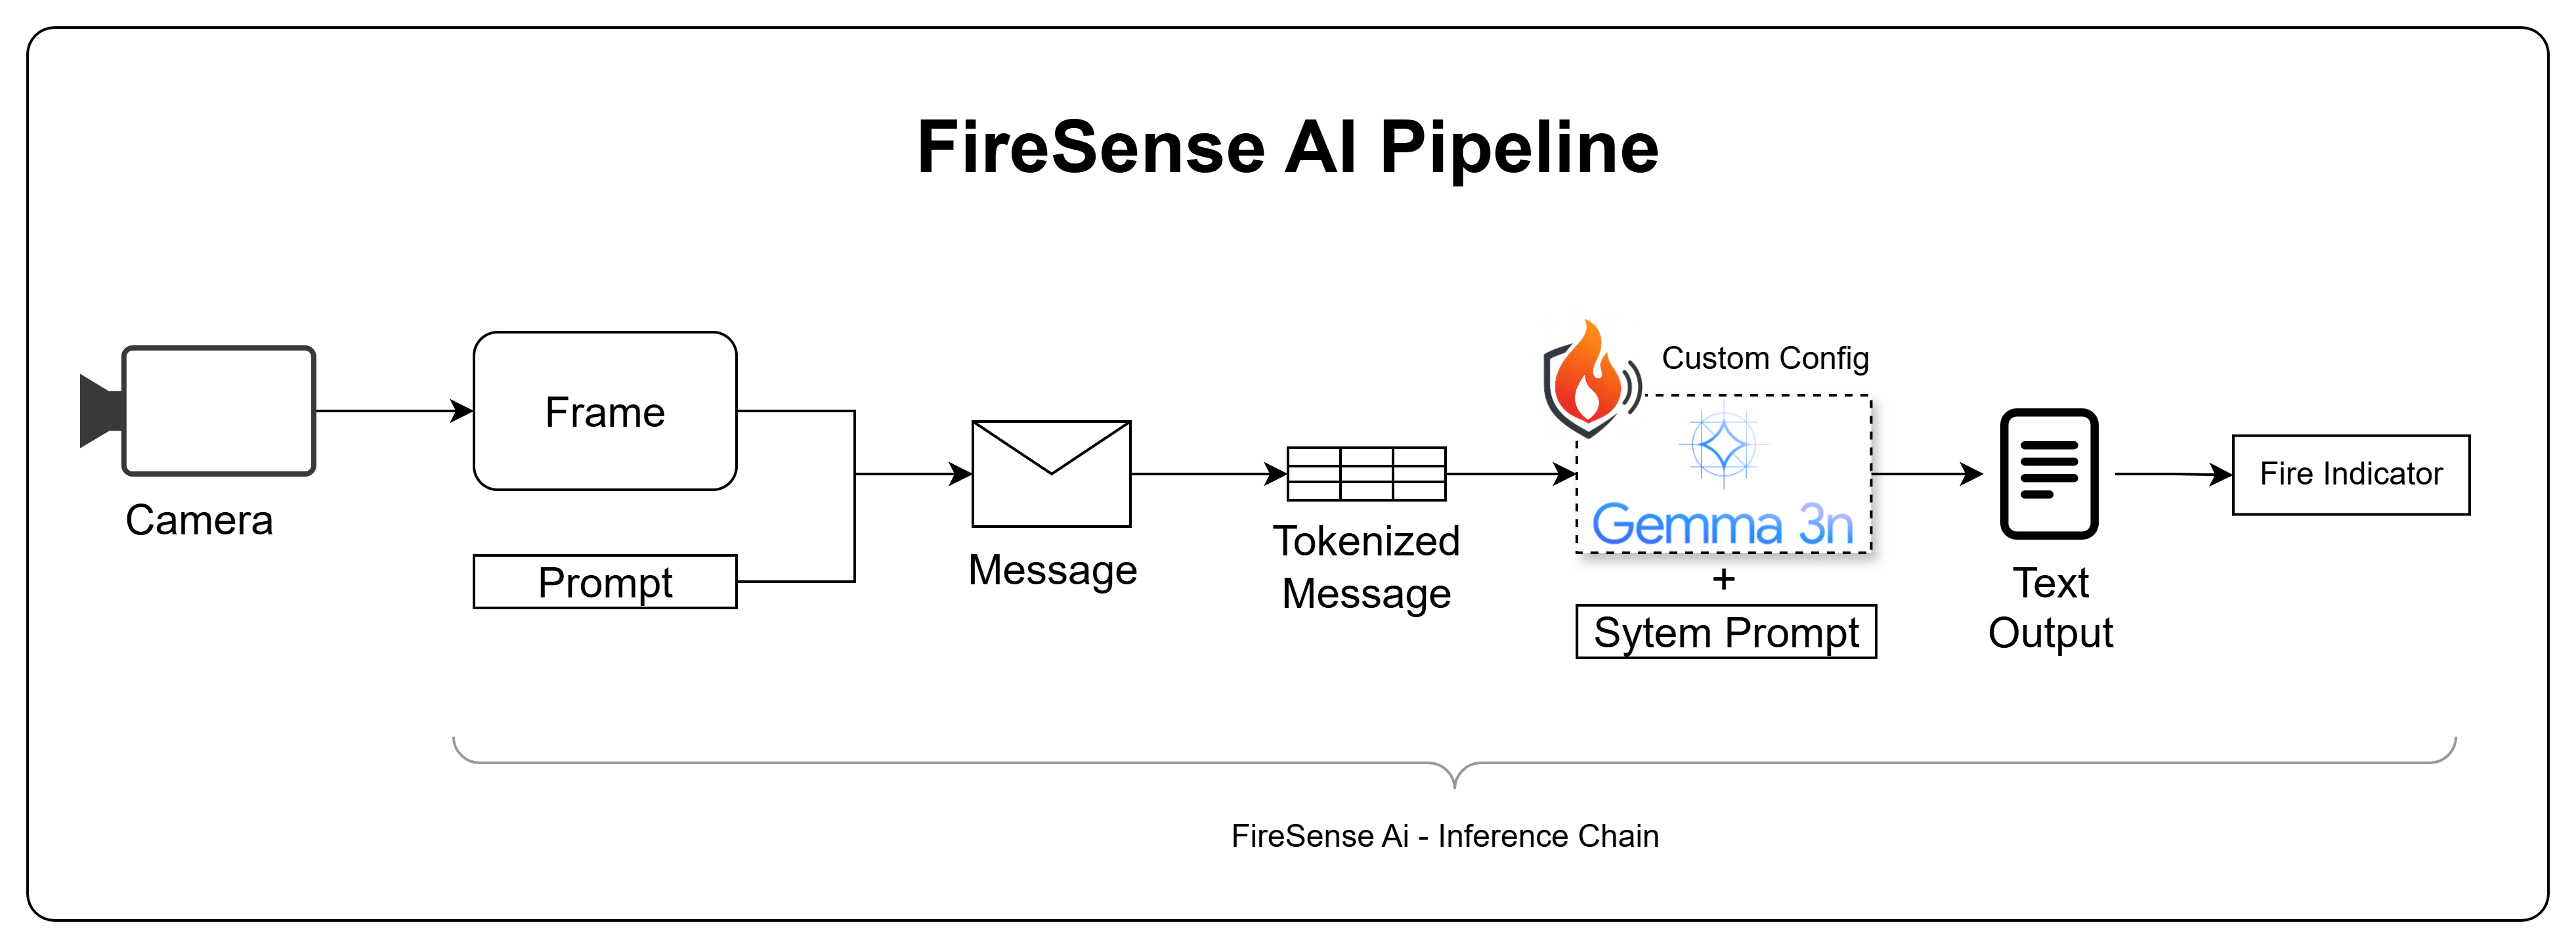 FireSense AI Pipeline
Camera
Frame
Prompt
Message
Tokenized
Message
Custom Config
Gemma 3n
+
Sytem Prompt
Text
Output
Fire Indicator
FireSense Ai - Inference Chain